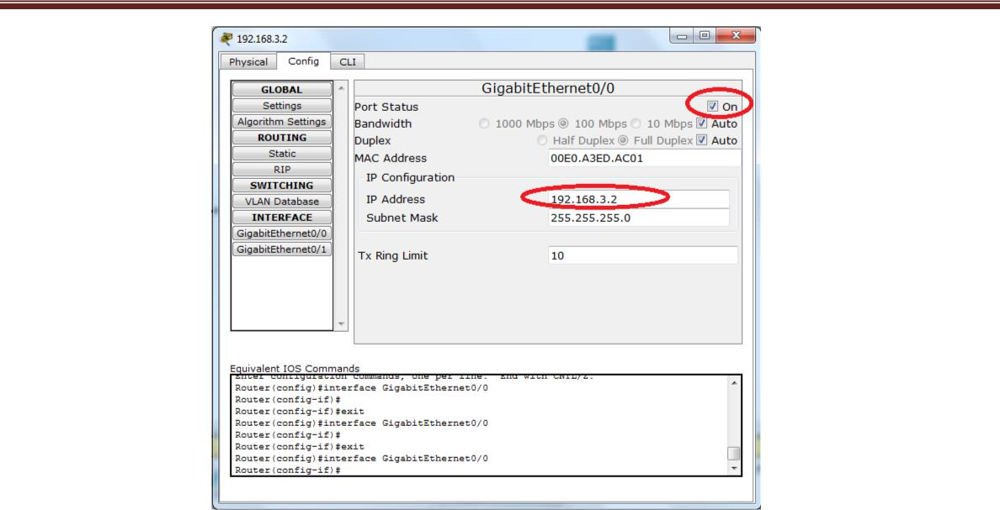 192.168.3.2
Physical Config CLI
GLOBAL
Settings
Algorithm Settings
ROUTING
Static
RIP
SWITCHING
VLAN Database
INTERFACE
GigabitEthernet0/0
GigabitEthernet0/1
GigabitEthernet0/0
Port Status On
Bandwidth 1000 Mbps 100 Mbps 10 Mbps Auto
Duplex Half Duplex Full Duplex Auto
MAC Address 00E0.A3ED.AC01
IP Configuration
IP Address 192.168.3.2
Subnet Mask 255.255.255.0
Tx Ring Limit 10
Equivalent IOS Commands
Enter configuration commands, one per line. End with CNTL/Z.
Router(config)#interface GigabitEthernet0/0
Router(config-if)#
Router(config-if)#exit
Router(config)#interface GigabitEthernet0/0
Router(config-if)#
Router(config-if)#exit
Router(config)#interface GigabitEthernet0/0
Router(config-if)#